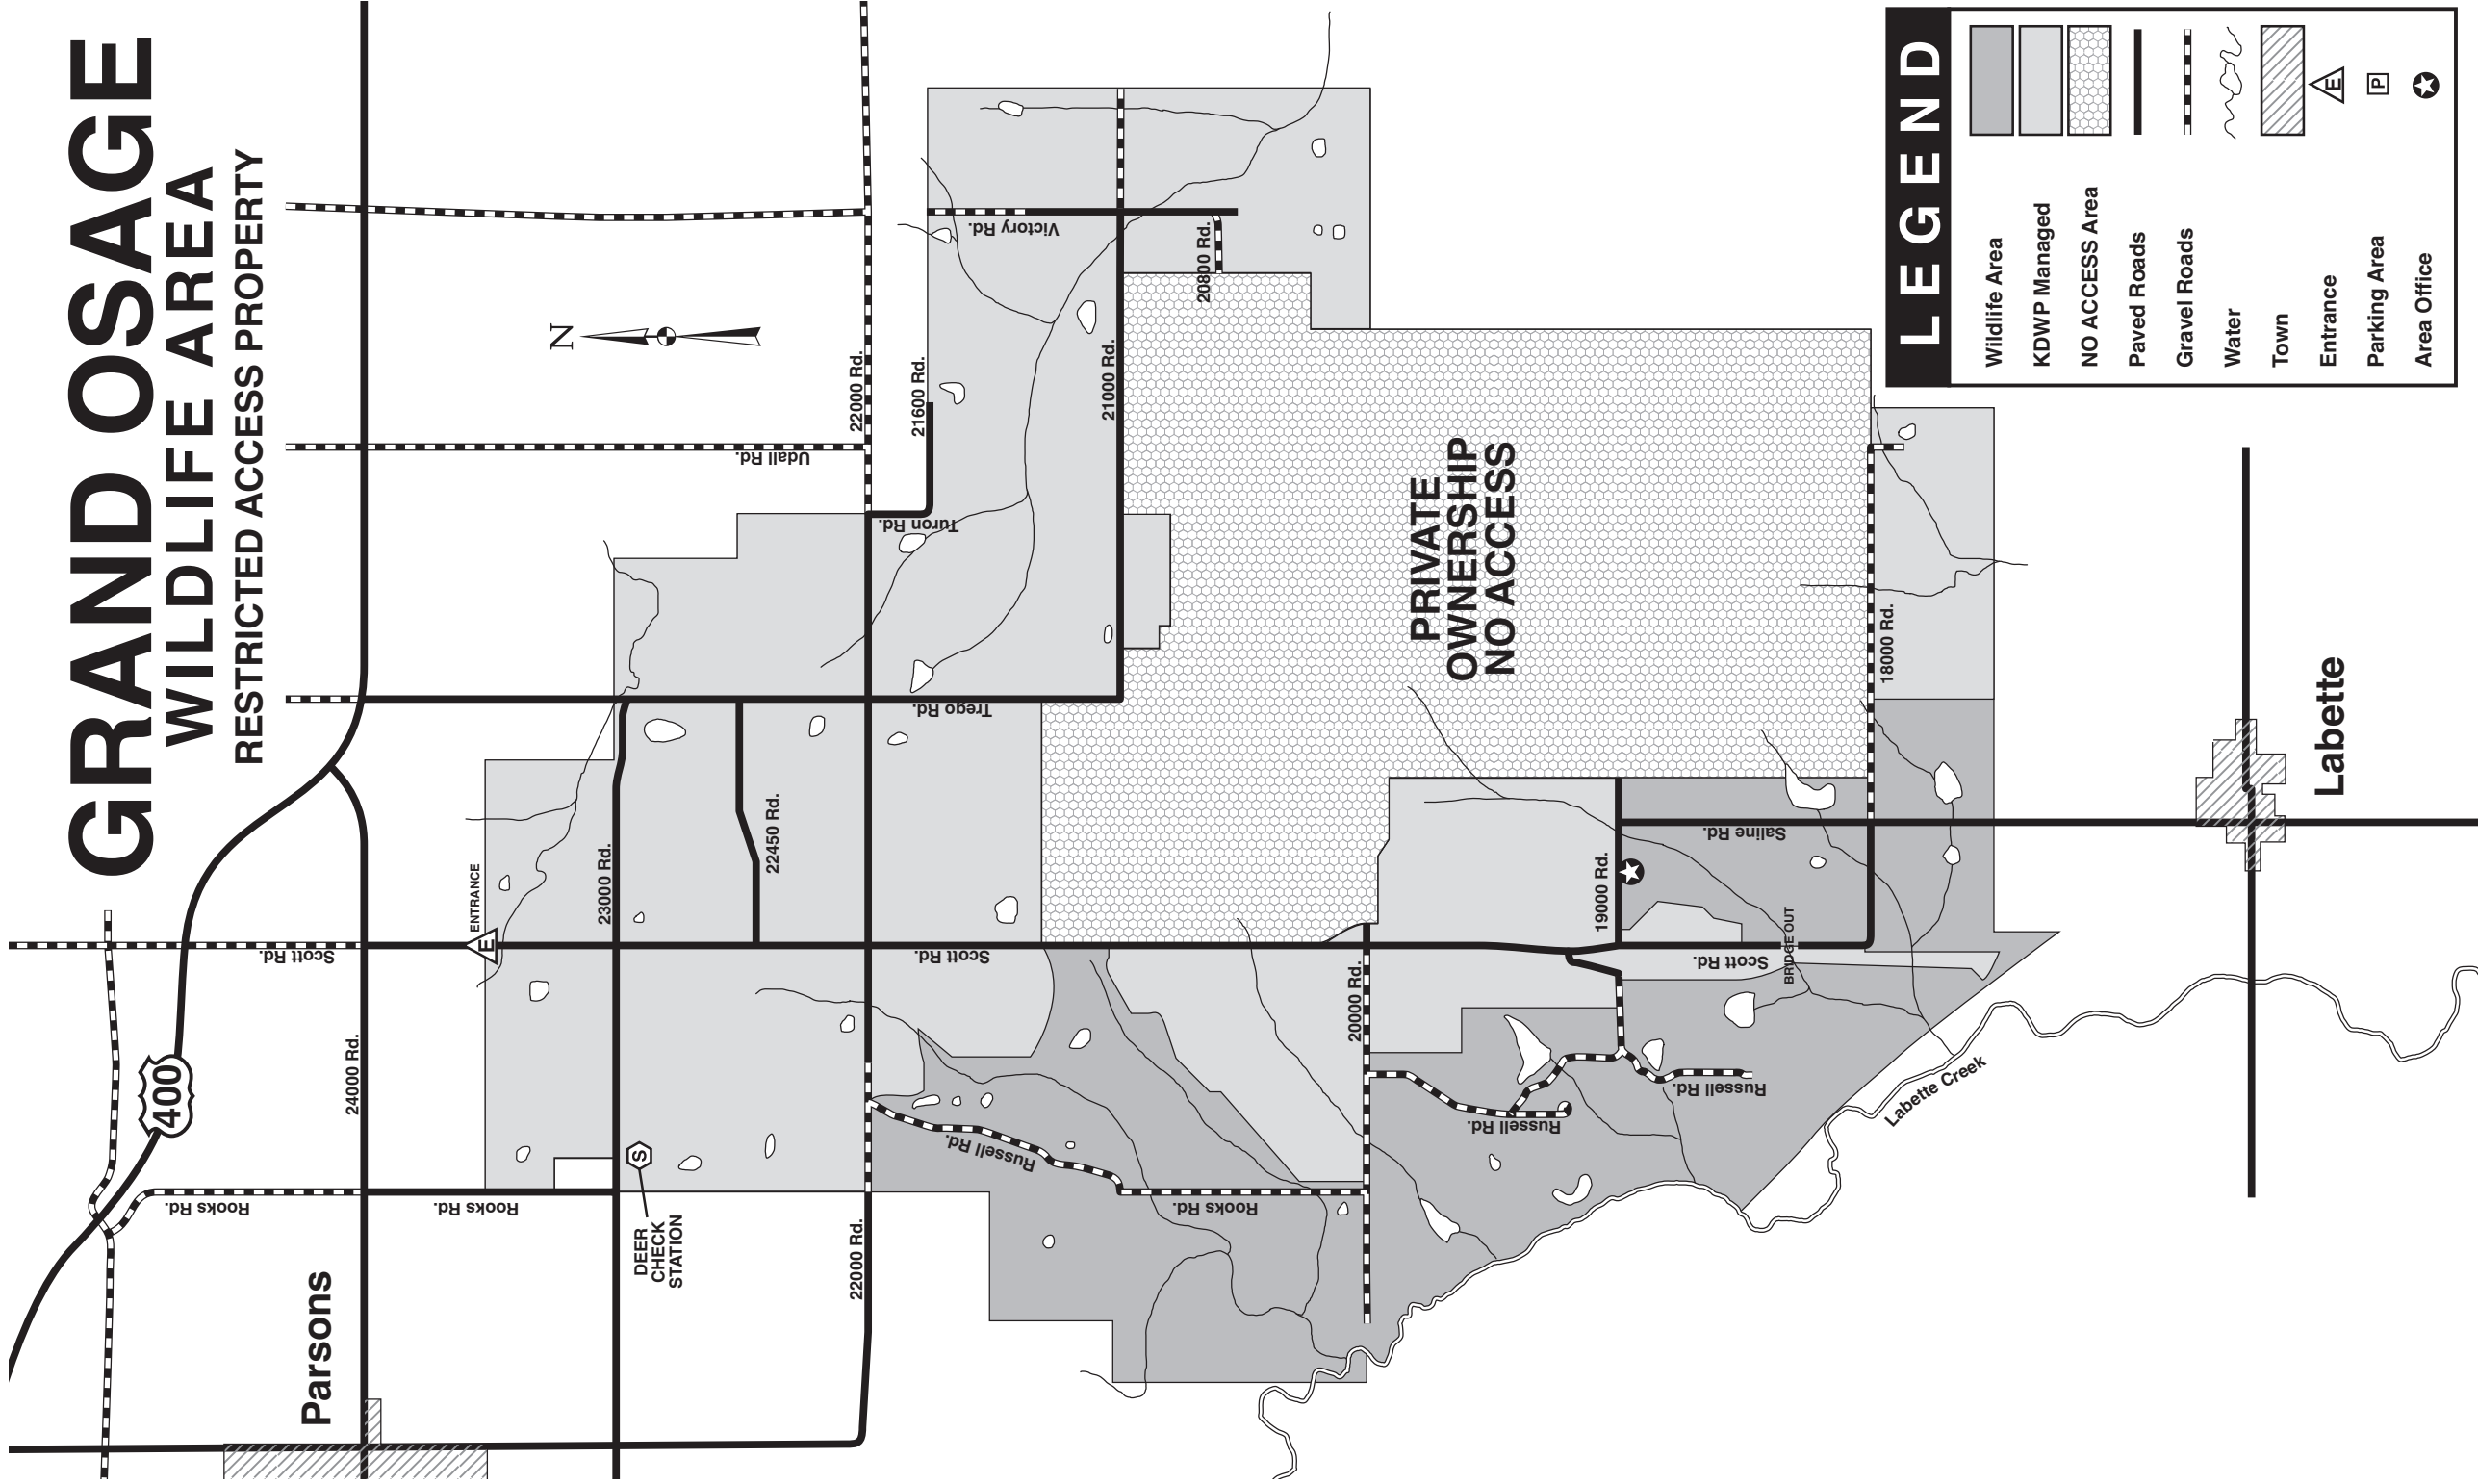 GRAND OSAGE
WILDLIFE AREA
RESTRICTED ACCESS PROPERTY
N
400
Parsons
24000 Rd.
Scott Rd.
Rooks Rd.
Rooks Rd.
ENTRANCE
E
23000 Rd.
S
DEER
CHECK
STATION
22450 Rd.
Udall Rd.
22000 Rd.
22000 Rd.
21600 Rd.
Turon Rd.
Trego Rd.
Scott Rd.
Victory Rd.
21000 Rd.
20800 Rd.
Russell Rd.
Rooks Rd.
20000 Rd.
PRIVATE
OWNERSHIP
NO ACCESS
Russell Rd.
Russell Rd.
19000 Rd.
Saline Rd.
Scott Rd.
BRIDGE OUT
18000 Rd.
Labette Creek
Labette
LEGEND
Wildlife Area
KDWP Managed
NO ACCESS Area
Paved Roads
Gravel Roads
Water
Town
Entrance
E
Parking Area
P
Area Office